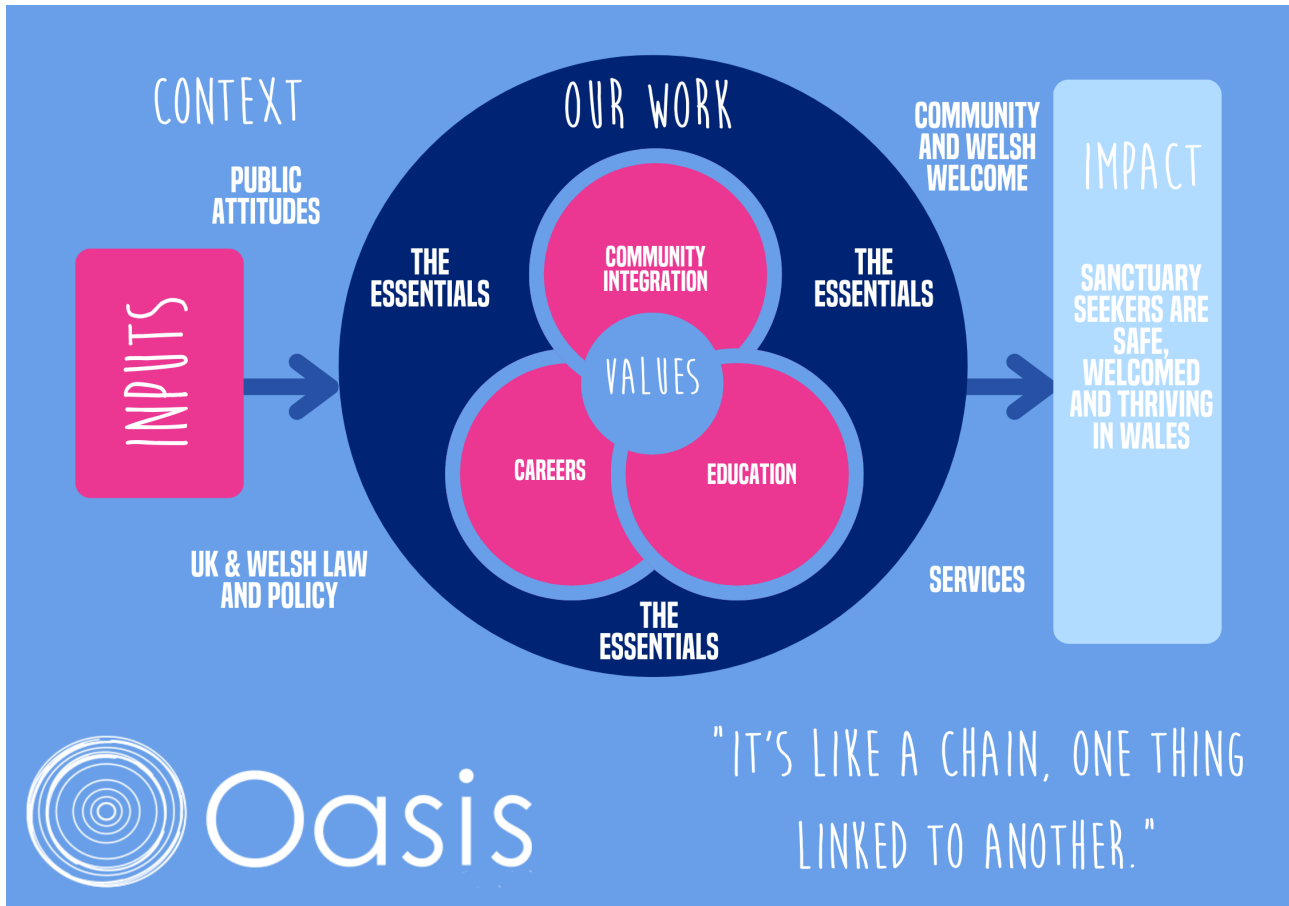 CONTEXT
PUBLIC
ATTITUDES
INPUTS
UK & WELSH LAW
AND POLICY
OUR WORK
THE
ESSENTIALS
COMMUNITY
INTEGRATION
THE
ESSENTIALS
VALUES
CAREERS
EDUCATION
THE
ESSENTIALS
COMMUNITY
AND WELSH
WELCOME
SERVICES
IMPACT
SANCTUARY
SEEKERS ARE
SAFE,
WELCOMED
AND THRIVING
IN WALES
Oasis
"IT'S LIKE A CHAIN, ONE THING
LINKED TO ANOTHER."